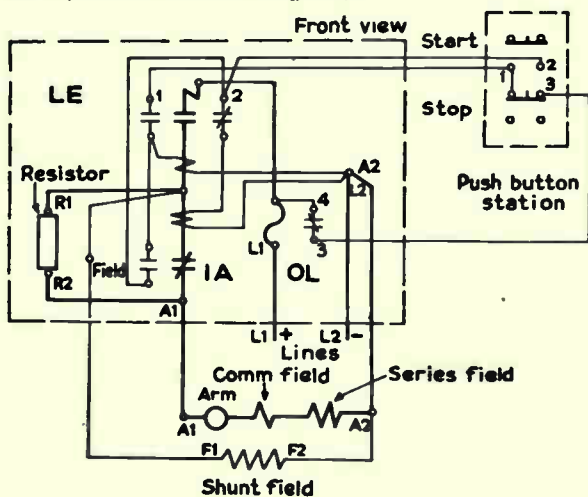 Front view
Start
2
1
3
Stop
Push button
station
LE
1
2
Resistor
R1
R2
Field
1A
A1
A2
L2
4
3
L1
OL
L1 +
L2 -
Lines
Comm field
Series field
Arm
A1
A2
F1
F2
Shunt field